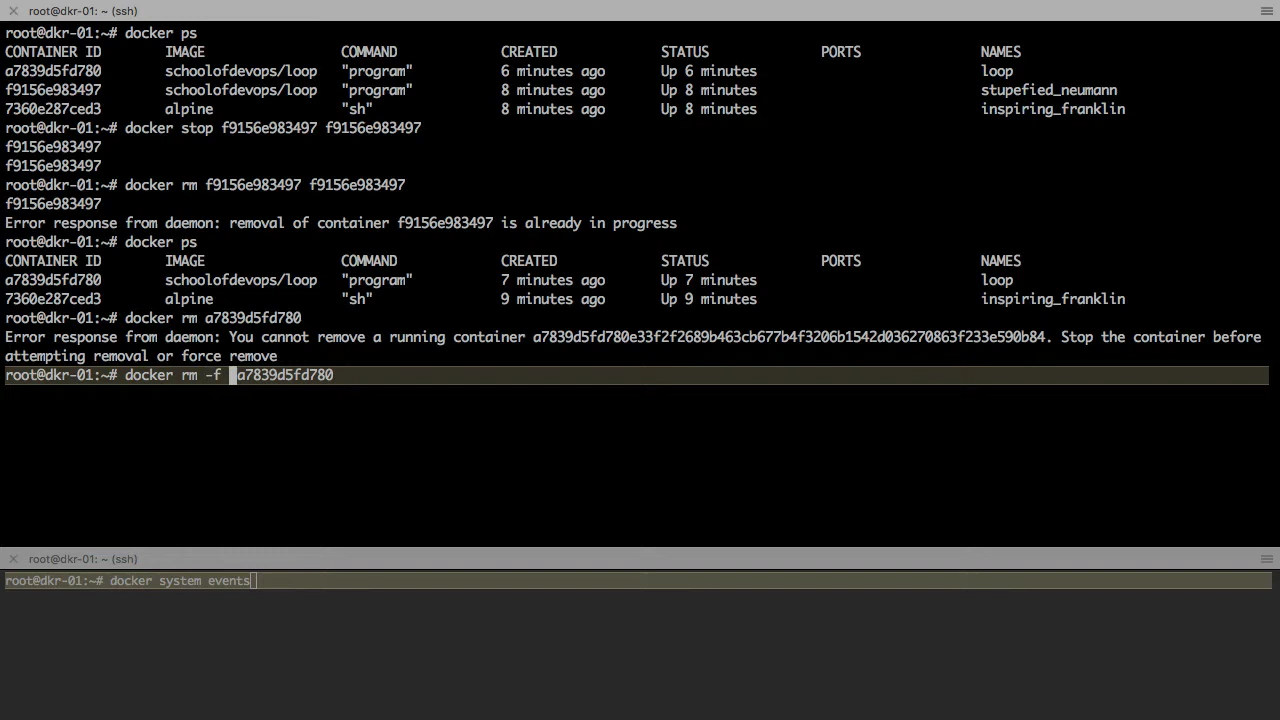 root@dkr-01: ~ (ssh)
root@dkr-01:~# docker ps
CONTAINER ID        IMAGE                 COMMAND             CREATED             STATUS              PORTS               NAMES
a7839d5fd780        schoolofdevops/loop   "program"           6 minutes ago       Up 6 minutes                            loop
f9156e983497        schoolofdevops/loop   "program"           8 minutes ago       Up 8 minutes                            stupefied_neumann
7360e287ced3        alpine                "sh"                8 minutes ago       Up 8 minutes                            inspiring_franklin
root@dkr-01:~# docker stop f9156e983497 f9156e983497
f9156e983497
f9156e983497
root@dkr-01:~# docker rm f9156e983497 f9156e983497
f9156e983497
Error response from daemon: removal of container f9156e983497 is already in progress
root@dkr-01:~# docker ps
CONTAINER ID        IMAGE                 COMMAND             CREATED             STATUS              PORTS               NAMES
a7839d5fd780        schoolofdevops/loop   "program"           7 minutes ago       Up 7 minutes                            loop
7360e287ced3        alpine                "sh"                9 minutes ago       Up 9 minutes                            inspiring_franklin
root@dkr-01:~# docker rm a7839d5fd780
Error response from daemon: You cannot remove a running container a7839d5fd780e33f2f2689b463cb677b4f3206b1542d036270863f233e590b84. Stop the container before
attempting removal or force remove
root@dkr-01:~# docker rm -f a7839d5fd780
root@dkr-01: ~ (ssh)
root@dkr-01:~# docker system events